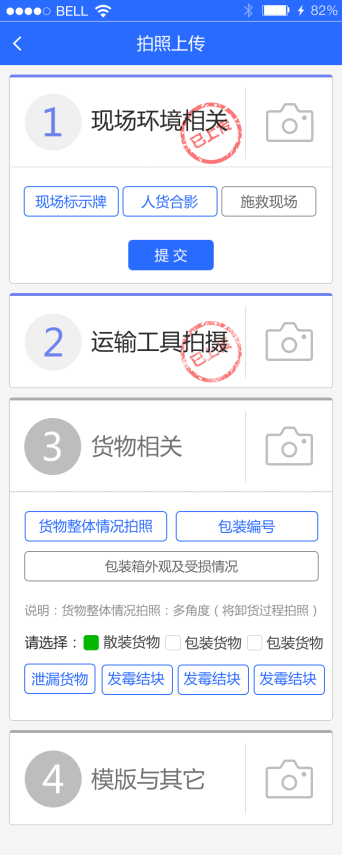 BELL 82%
拍照上传
1 现场环境相关
已上传
现场标示牌 人货合影 施救现场
提 交
2 运输工具拍摄
已上传
3 货物相关
货物整体情况拍照 包装编号
包装箱外观及受损情况
说明：货物整体情况拍照：多角度（将卸货过程拍照）
请选择： 散装货物 包装货物 包装货物
泄漏货物 发霉结块 发霉结块 发霉结块
4 模版与其它